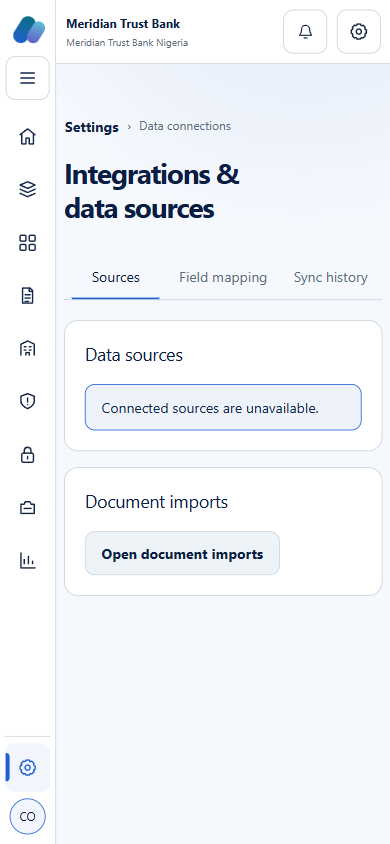 Meridian Trust Bank
Meridian Trust Bank Nigeria
Settings › Data connections
Integrations &
data sources
Sources Field mapping Sync history
Data sources
Connected sources are unavailable.
Document imports
Open document imports
CO